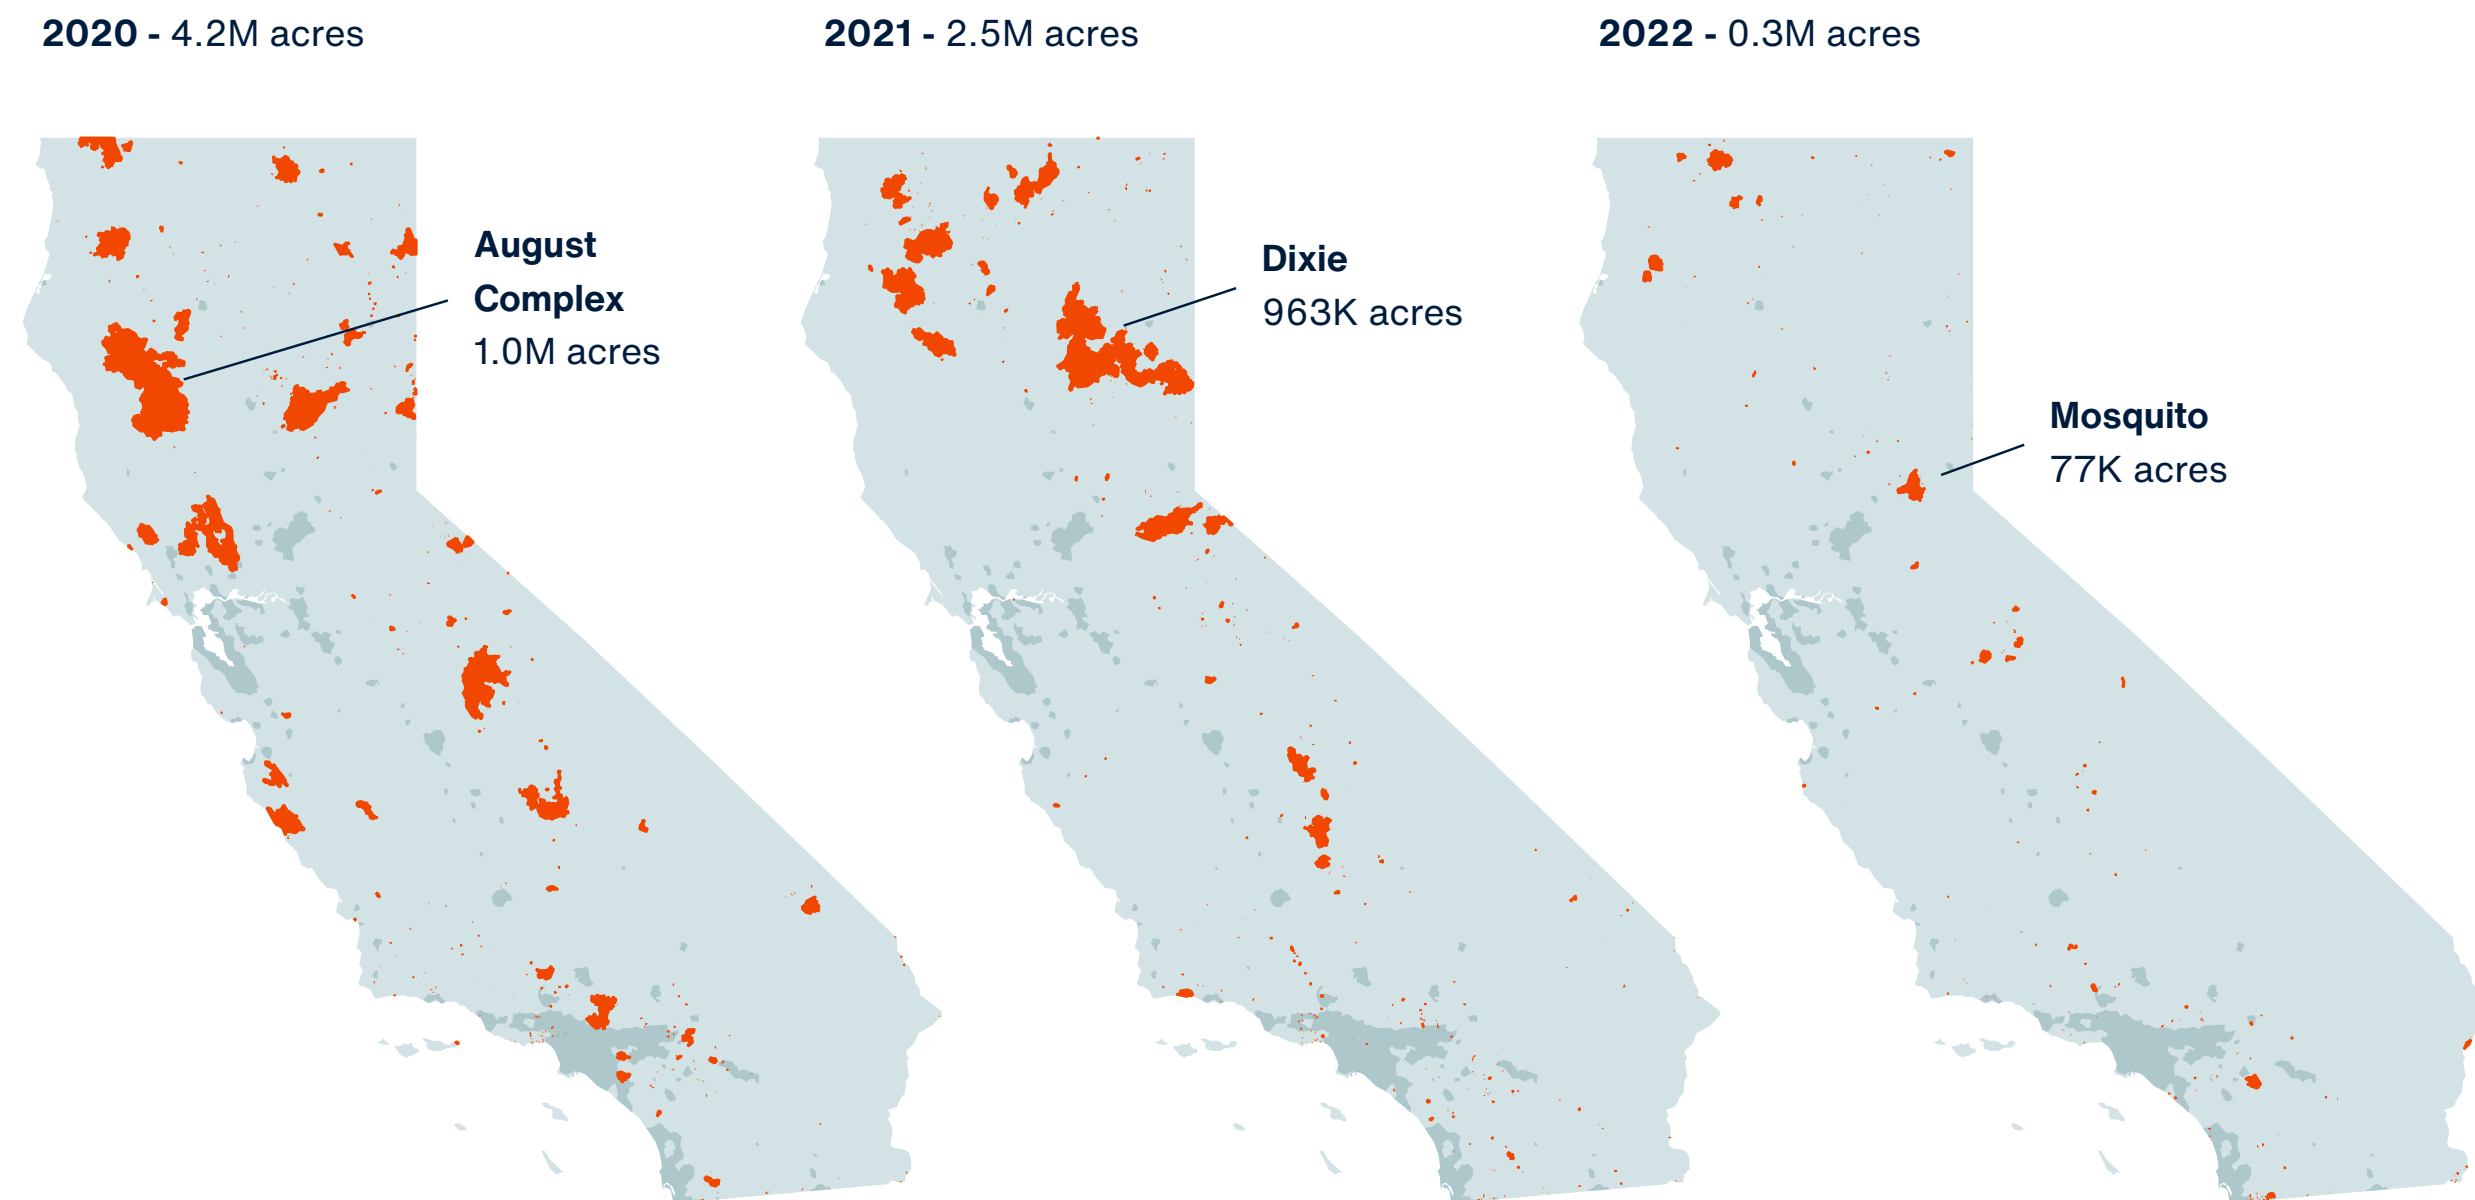 2020 - 4.2M acres
2021 - 2.5M acres
2022 - 0.3M acres
August
Complex
1.0M acres
Dixie
963K acres
Mosquito
77K acres